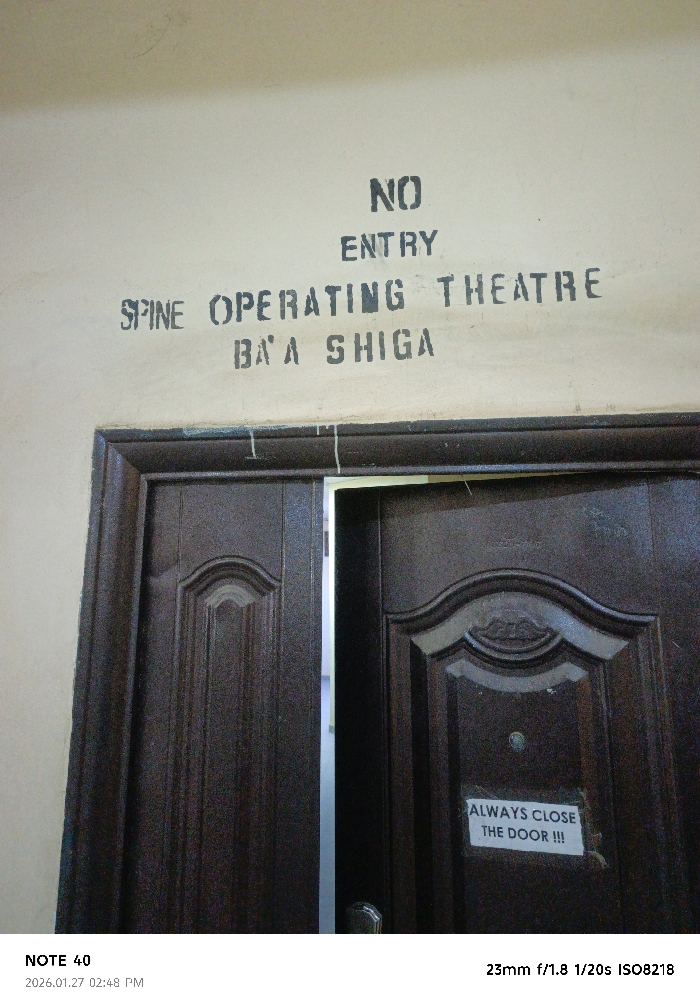 NO
ENTRY
SPINE OPERATING THEATRE
BA'A SHIGA
ALWAYS CLOSE
THE DOOR !!!
NOTE 40
2026.01.27 02:48 PM
23mm f/1.8 1/20s ISO8218